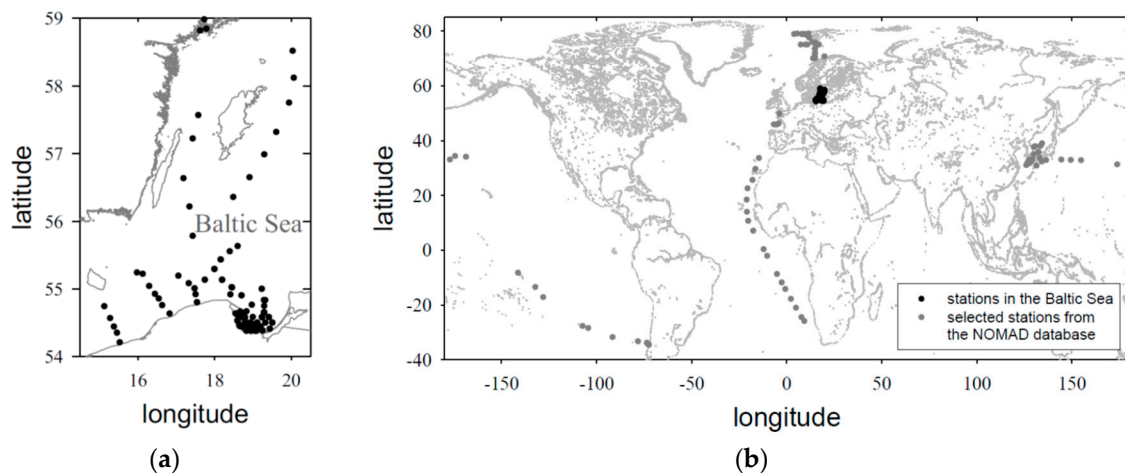 59
58
57
56
55
54
latitude
Baltic Sea
16 18 20
longitude
(a)
80
60
40
20
0
-20
-40
latitude
stations in the Baltic Sea
selected stations from
the NOMAD database
-150 -100 -50 0 50 100 150
longitude
(b)